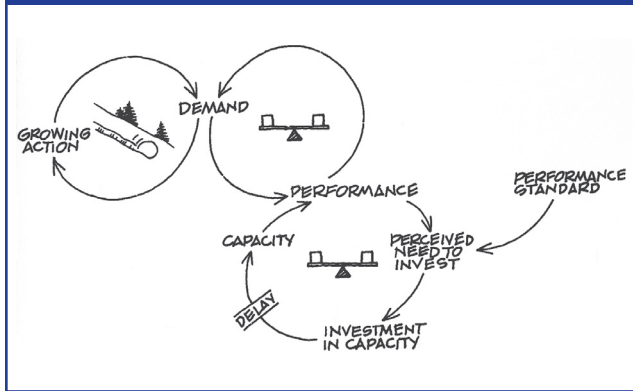 DEMAND
GROWING
ACTION
PERFORMANCE
PERFORMANCE
STANDARD
CAPACITY
PERCEIVED
NEED TO
INVEST
DELAY
INVESTMENT
IN CAPACITY